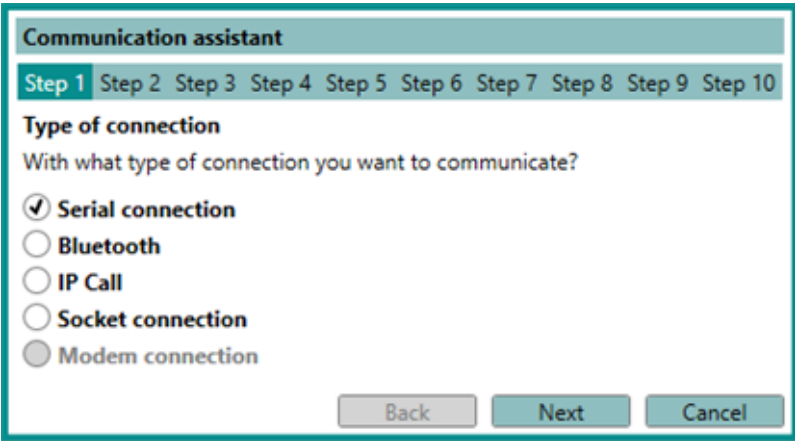 Communication assistant
Step 1 Step 2 Step 3 Step 4 Step 5 Step 6 Step 7 Step 8 Step 9 Step 10
Type of connection
With what type of connection you want to communicate?
Serial connection
Bluetooth
IP Call
Socket connection
Modem connection
Back Next Cancel